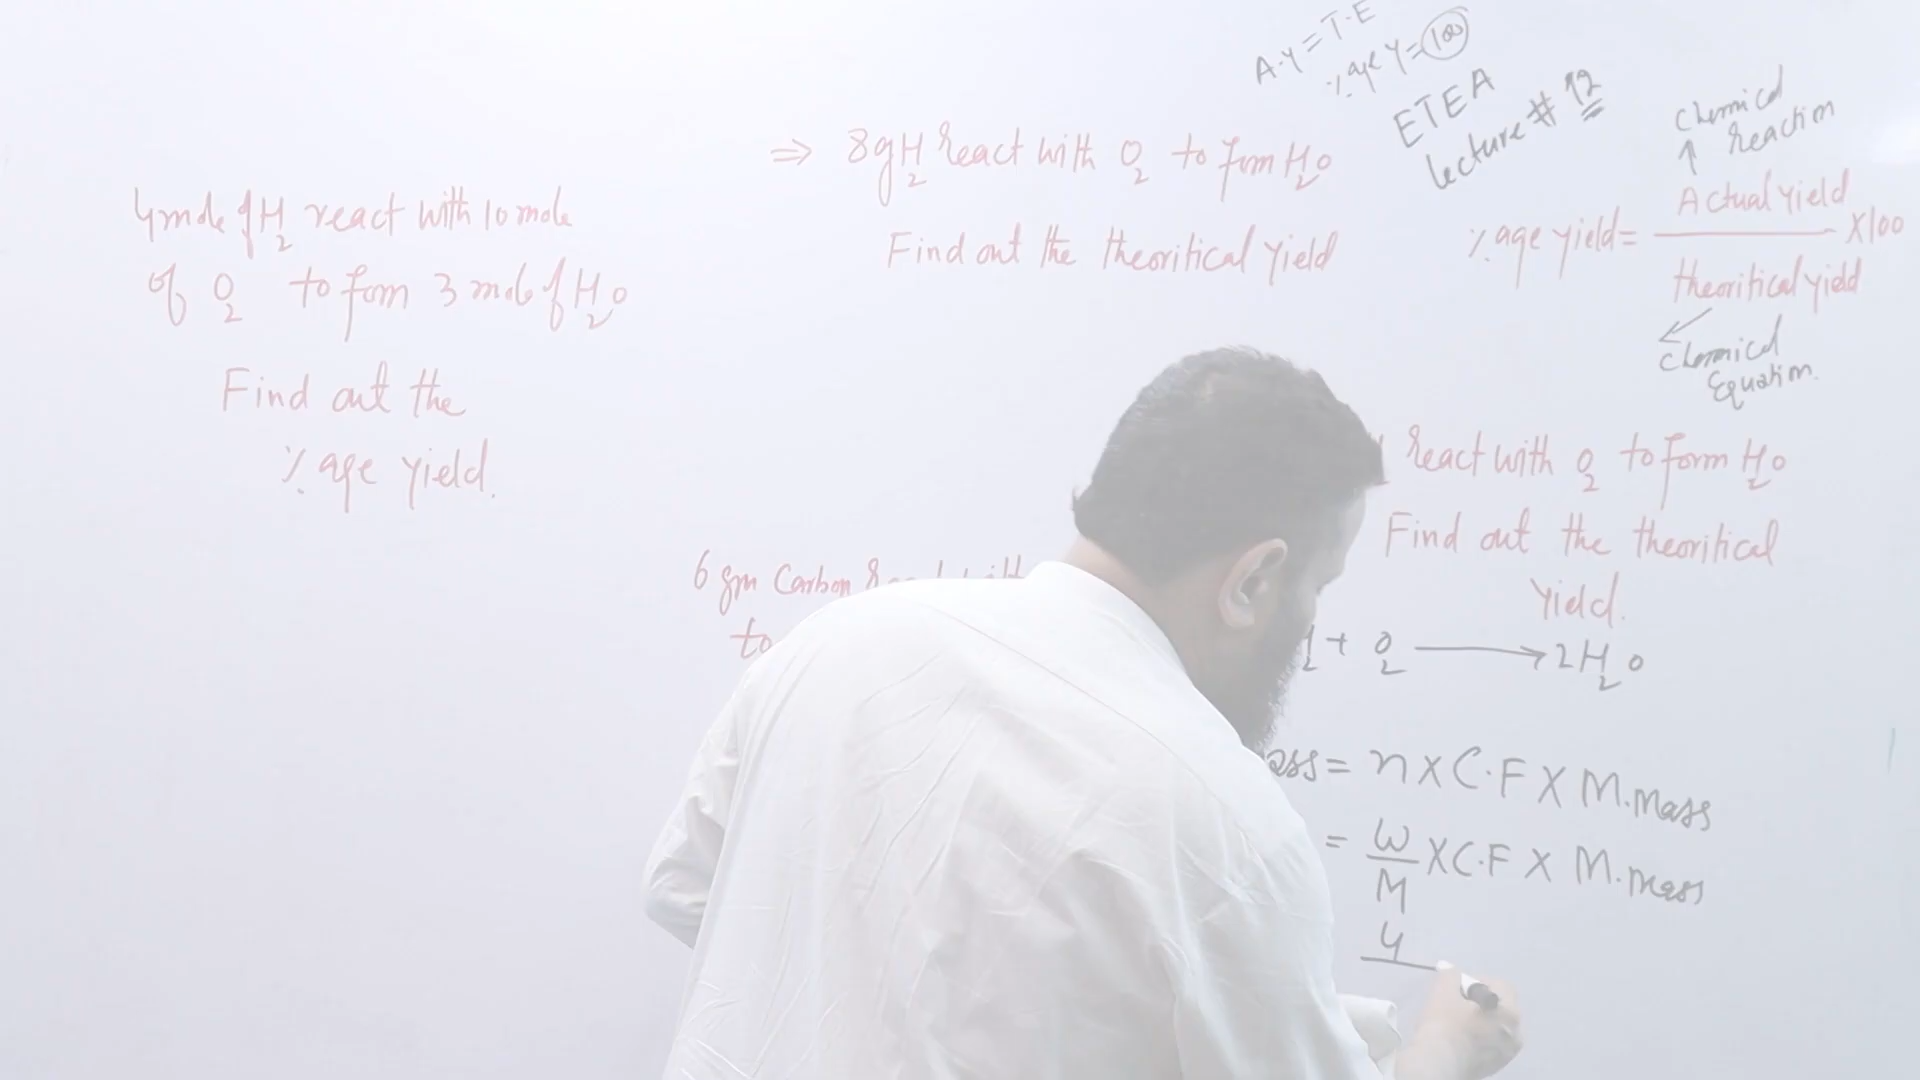 4 mole of H2 react with 10 mole
of O2 to form 3 mole of H2O
Find out the
%age yield.
⇒ 8g H2 React with O2 to form H2O
Find out the theoritical yield
6 gm Carbon
to
A.Y = T.E
%age Y = 100
ETEA
Lecture # 12
Chemical
Reaction
↑
%age yield = Actual yield / theoritical yield X100
Chemical
Equation.
React with O2 to form H2O
Find out the theoritical
Yield.
+ O2 → 2H2O
= n X C.F X M.mass
= W/M X C.F X M.mass
4